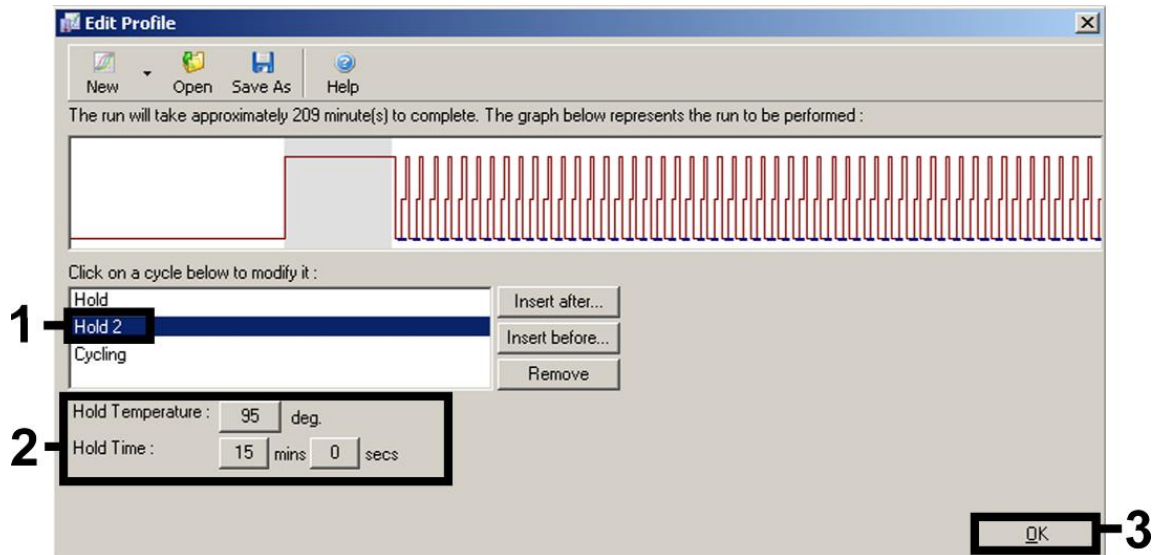 Edit Profile
New Open Save As Help
The run will take approximately 209 minute(s) to complete. The graph below represents the run to be performed :
Click on a cycle below to modify it :
Hold
Insert after...
1 Hold 2
Insert before...
Cycling
Remove
Hold Temperature : 95 deg.
2 Hold Time : 15 mins 0 secs
OK 3